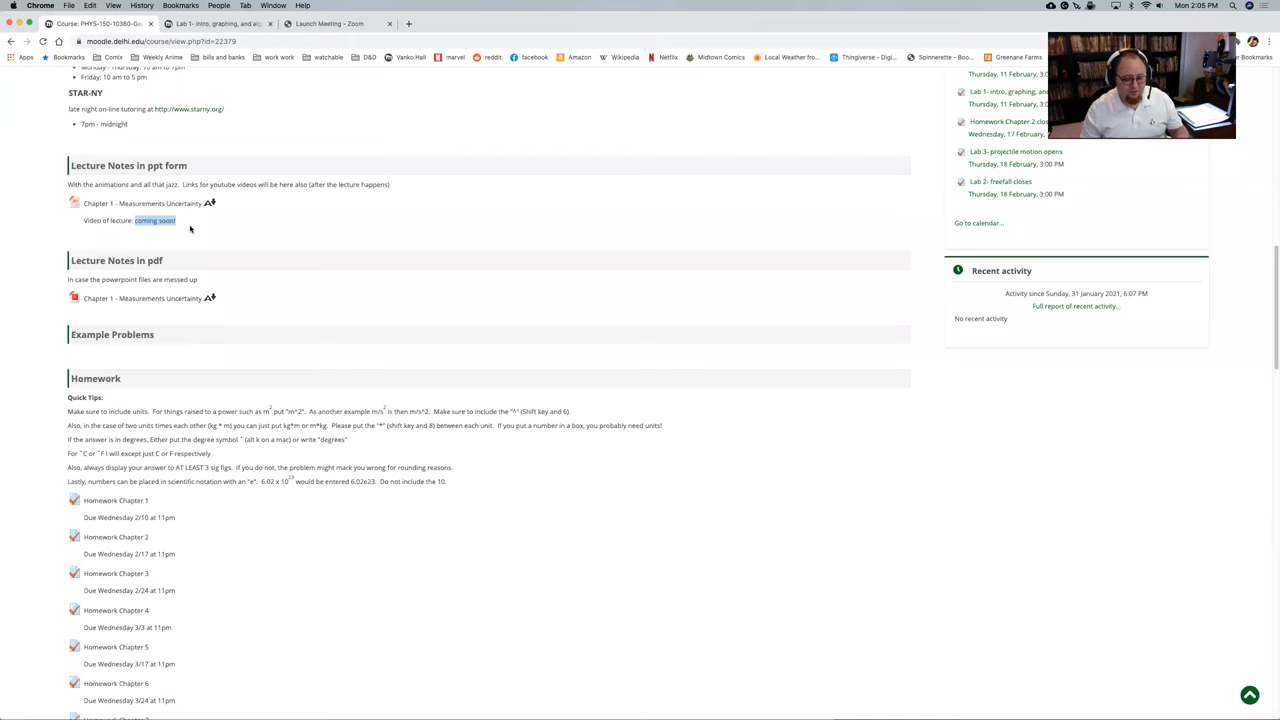 Chrome File Edit View History Bookmarks People Tab Window Help Mon 2:05 PM
Course: PHYS-150-10380-Ge Lab 1- intro, graphing, and alg Launch Meeting - Zoom
moodle.delhi.edu/course/view.php?id=22379
Apps Bookmarks Comix Weekly Anime bills and banks work work watchable D&D Vanko Hall marvel reddit facebook Amazon Wikipedia Netflix Midtown Comics Local Weather fro... Thingiverse - Digi... Spinnerette - Boo... Greenane Farms Bookmarks
Friday: 10 am to 5 pm
STAR-NY
late night on-line tutoring at http://www.starny.org/
7pm - midnight
Lecture Notes in ppt form
With the animations and all that jazz. Links for youtube videos will be here also (after the lecture happens)
Chapter 1 - Measurements Uncertainty
Video of lecture: coming soon!
Lecture Notes in pdf
In case the powerpoint files are messed up
Chapter 1 - Measurements Uncertainty
Example Problems
Homework
Quick Tips:
Make sure to include units. For things raised to a power such as m2 put "m^2". As another example m/s2 is then m/s^2. Make sure to include the "^" (Shift key and 6).
Also, in the case of two units times each other (kg * m) you can just put kg*m or m*kg. Please put the "*" (shift key and 8) between each unit. If you put a number in a box, you probably need units!
If the answer is in degrees, Either put the degree symbol ° (alt k on a mac) or write "degrees"
For °C or °F I will except just C or F respectively
Also, always display your answer to AT LEAST 3 sig figs. If you do not, the problem might mark you wrong for rounding reasons.
Lastly, numbers can be placed in scientific notation with an "e". 6.02 x 10 23 would be entered 6.02e23. Do not include the 10.
Homework Chapter 1
Due Wednesday 2/10 at 11pm
Homework Chapter 2
Due Wednesday 2/17 at 11pm
Homework Chapter 3
Due Wednesday 2/24 at 11pm
Homework Chapter 4
Due Wednesday 3/3 at 11pm
Homework Chapter 5
Due Wednesday 3/17 at 11pm
Homework Chapter 6
Due Wednesday 3/24 at 11pm
Thursday, 11 February, 3:0
Lab 1- intro, graphing, an
Thursday, 11 February, 3:0
Homework Chapter 2 clos
Wednesday, 17 February,
Lab 3- projectile motion opens
Thursday, 18 February, 3:00 PM
Lab 2- freefall closes
Thursday, 18 February, 3:00 PM
Go to calendar...
Recent activity
Activity since Sunday, 31 January 2021, 6:07 PM
Full report of recent activity...
No recent activity